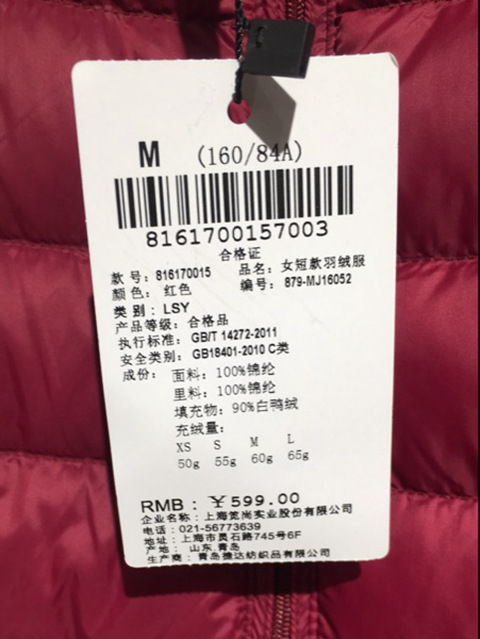 M (160/84A)
8161700157003
合格证
款号：816170015 品名：女短款羽绒服
颜色： 红色 编号：879-MJ16052
类别：LSY
产品等级：合格品
执行标准：GB/T 14272-2011
安全类别：GB18401-2010 C类
成份： 面料：100%锦纶
里料：100%锦纶
填充物：90%白鸭绒
充绒量：
XS S M L
50g 55g 60g 65g
RMB：￥599.00
企业名称：上海 尚实业股份有限公司
电话：021-56773639
地址：上海市灵石路745号6F
产地： 山东.青岛
生产商： 青岛捷达纺织品有限公司